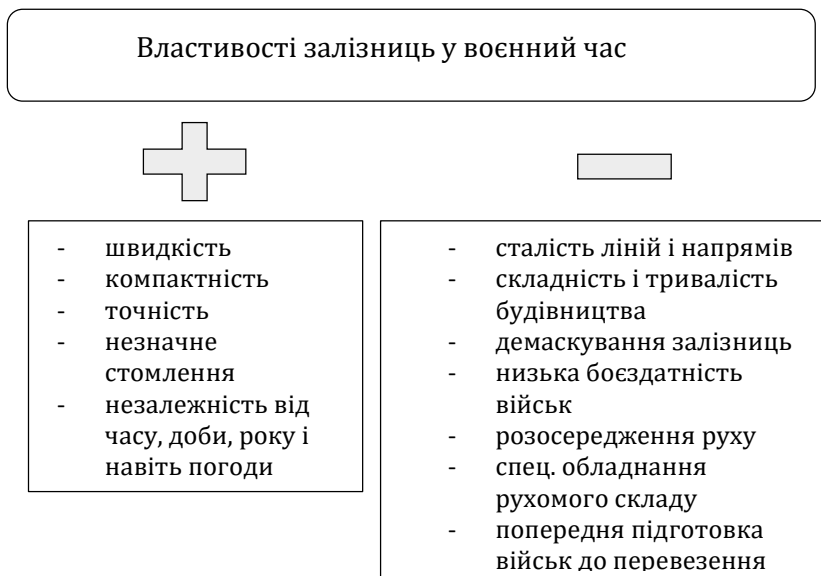 Властивості залізниць у воєнний час
- швидкість
- компактність
- точність
- незначне
стомлення
- незалежність від
часу, доби, року і
навіть погоди
- сталість ліній і напрямів
- складність і тривалість
будівництва
- демаскування залізниць
- низька боєздатність
військ
- розосередження руху
- спец. обладнання
рухомого складу
- попередня підготовка
військ до перевезення